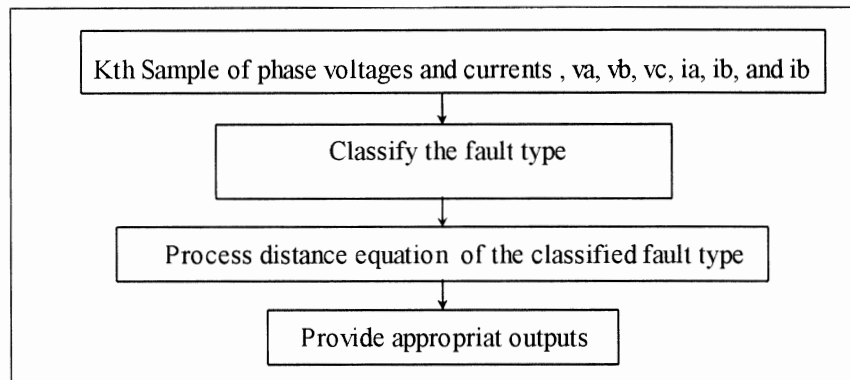 Kth Sample of phase voltages and currents , va, vb, vc, ia, ib, and ib
Classify the fault type
Process distance equation of the classified fault type
Provide appropriat outputs